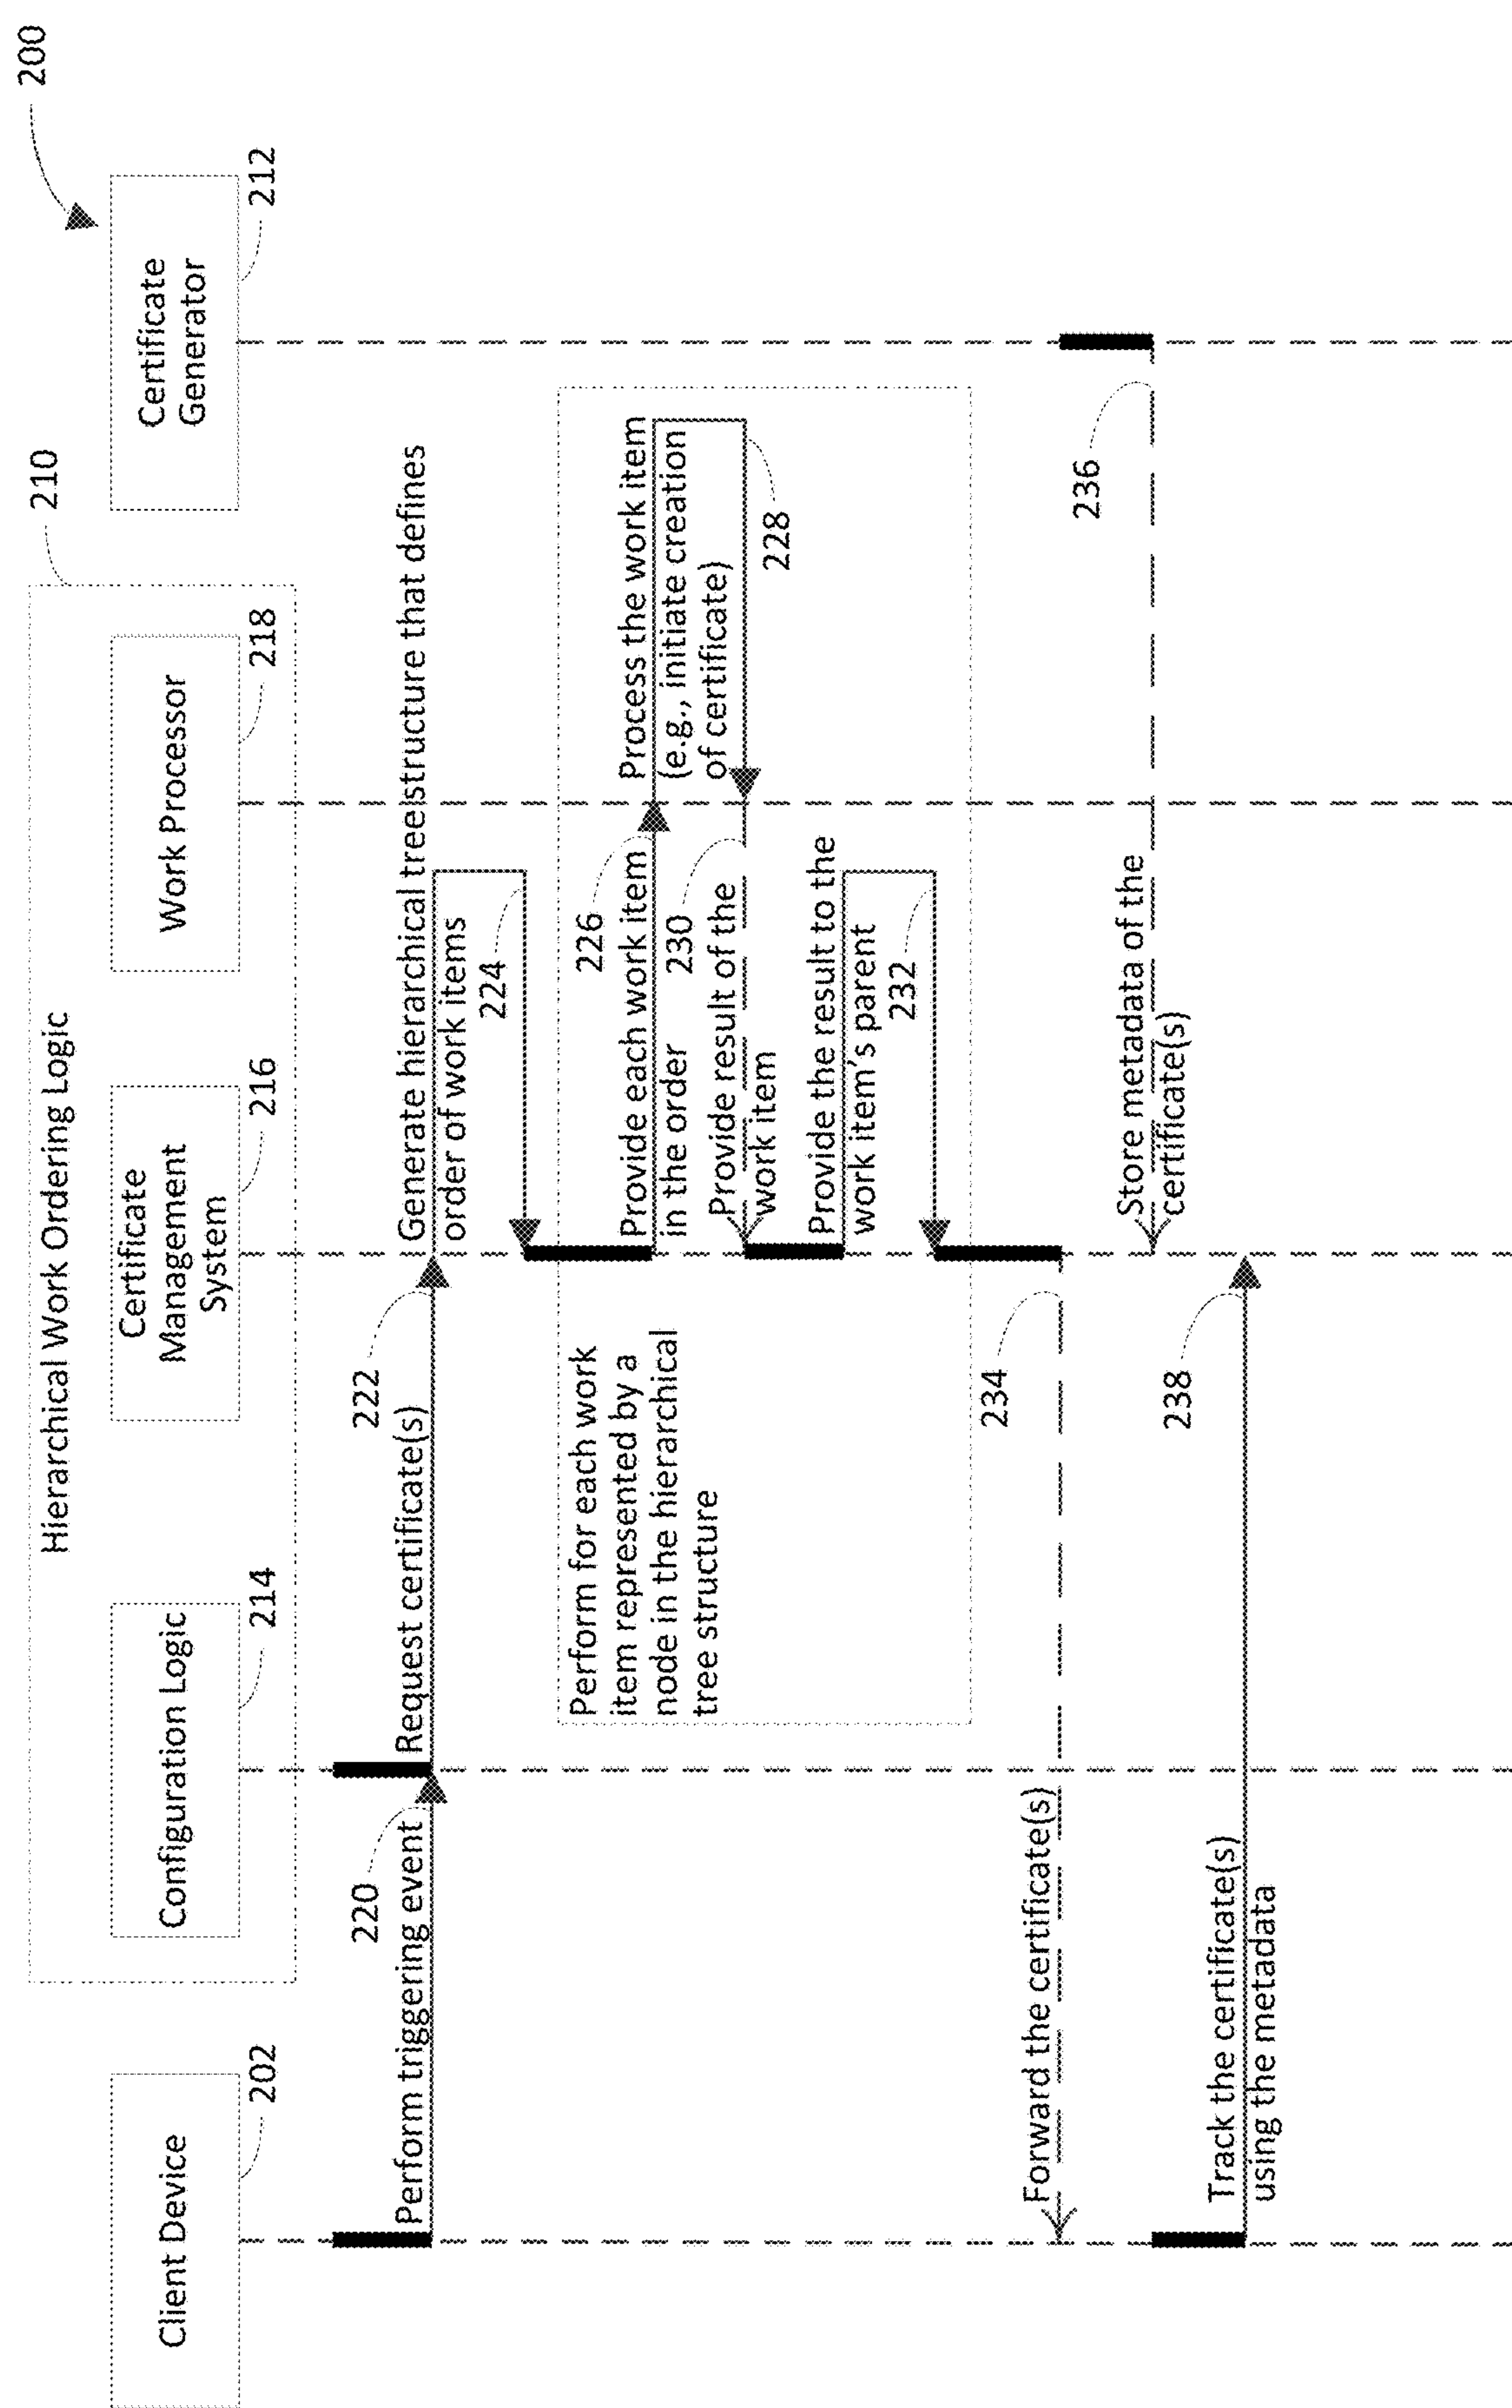 200
210
Hierarchical Work Ordering Logic
Client Device
202
Configuration Logic
214
Certificate
Management
System
216
Work Processor
218
Certificate
Generator
212
220
Perform triggering event
222
Request certificate(s)
Generate hierarchical tree structure that defines
order of work items
224
Perform for each work
item represented by a
node in the hierarchical
tree structure
226
Provide each work item
in the order
Process the work item
(e.g., initiate creation
of certificate)
228
230
Provide result of the
work item
Provide the result to the
work item's parent
232
234
Forward the certificate(s)
236
Store metadata of the
certificate(s)
238
Track the certificate(s)
using the metadata